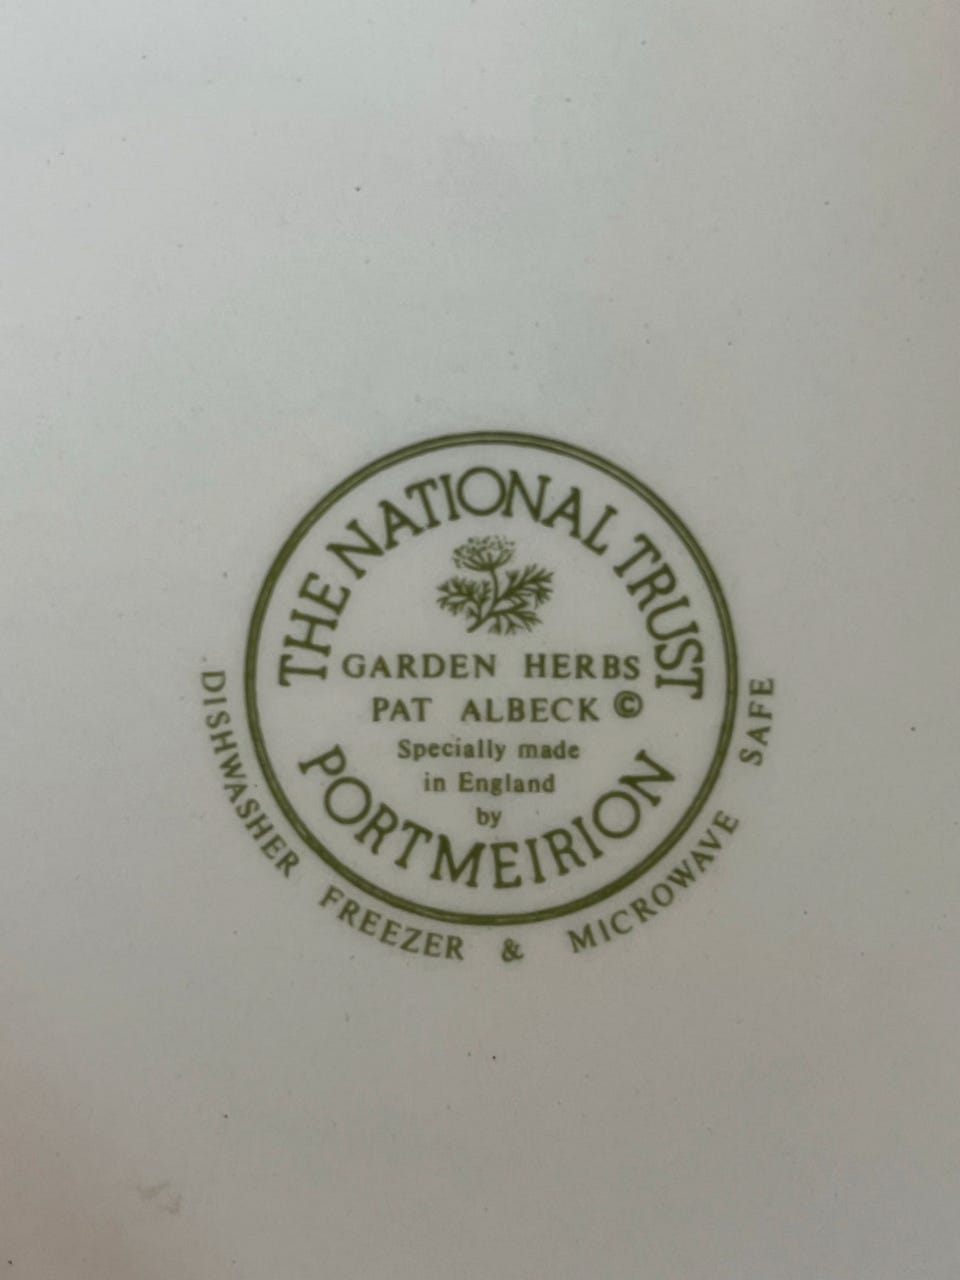 THE NATIONAL TRUST
GARDEN HERBS
PAT ALBECK ©
Specially made
in England
by
PORTMEIRION
DISHWASHER FREEZER & MICROWAVE SAFE